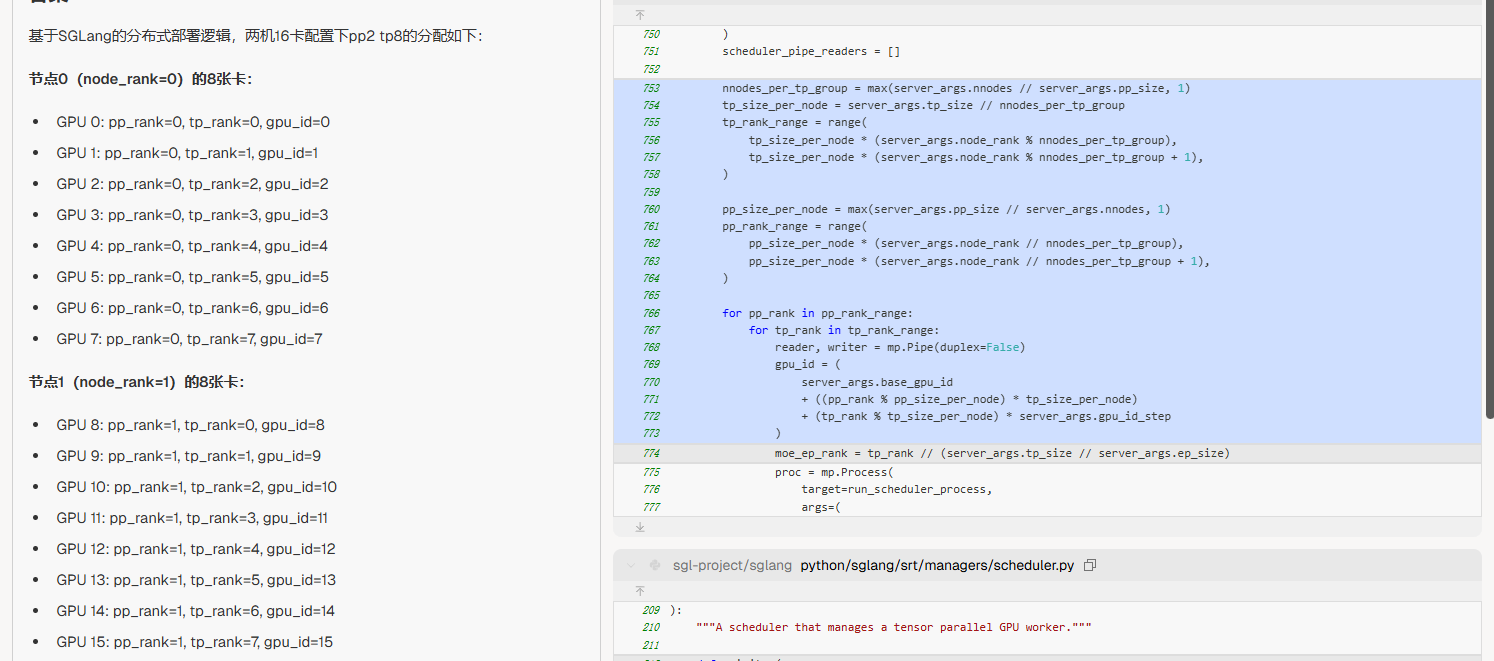 基于SGLang的分布式部署逻辑，两机16卡配置下pp2 tp8的分配如下：
节点0（node_rank=0）的8张卡：
• GPU 0: pp_rank=0, tp_rank=0, gpu_id=0
• GPU 1: pp_rank=0, tp_rank=1, gpu_id=1
• GPU 2: pp_rank=0, tp_rank=2, gpu_id=2
• GPU 3: pp_rank=0, tp_rank=3, gpu_id=3
• GPU 4: pp_rank=0, tp_rank=4, gpu_id=4
• GPU 5: pp_rank=0, tp_rank=5, gpu_id=5
• GPU 6: pp_rank=0, tp_rank=6, gpu_id=6
• GPU 7: pp_rank=0, tp_rank=7, gpu_id=7
节点1（node_rank=1）的8张卡：
• GPU 8: pp_rank=1, tp_rank=0, gpu_id=8
• GPU 9: pp_rank=1, tp_rank=1, gpu_id=9
• GPU 10: pp_rank=1, tp_rank=2, gpu_id=10
• GPU 11: pp_rank=1, tp_rank=3, gpu_id=11
• GPU 12: pp_rank=1, tp_rank=4, gpu_id=12
• GPU 13: pp_rank=1, tp_rank=5, gpu_id=13
• GPU 14: pp_rank=1, tp_rank=6, gpu_id=14
• GPU 15: pp_rank=1, tp_rank=7, gpu_id=15
750         )
751         scheduler_pipe_readers = []
752
753         nnodes_per_tp_group = max(server_args.nnodes // server_args.pp_size, 1)
754         tp_size_per_node = server_args.tp_size // nnodes_per_tp_group
755         tp_rank_range = range(
756             tp_size_per_node * (server_args.node_rank % nnodes_per_tp_group),
757             tp_size_per_node * (server_args.node_rank % nnodes_per_tp_group + 1),
758         )
759
760         pp_size_per_node = max(server_args.pp_size // server_args.nnodes, 1)
761         pp_rank_range = range(
762             pp_size_per_node * (server_args.node_rank // nnodes_per_tp_group),
763             pp_size_per_node * (server_args.node_rank // nnodes_per_tp_group + 1),
764         )
765
766         for pp_rank in pp_rank_range:
767             for tp_rank in tp_rank_range:
768                 reader, writer = mp.Pipe(duplex=False)
769                 gpu_id = (
770                     server_args.base_gpu_id
771                     + ((pp_rank % pp_size_per_node) * tp_size_per_node)
772                     + (tp_rank % tp_size_per_node) * server_args.gpu_id_step
773                 )
774                 moe_ep_rank = tp_rank // (server_args.tp_size // server_args.ep_size)
775                 proc = mp.Process(
776                     target=run_scheduler_process,
777                     args=(
sgl-project/sglang python/sglang/srt/managers/scheduler.py
209 ):
210     """A scheduler that manages a tensor parallel GPU worker."""
211